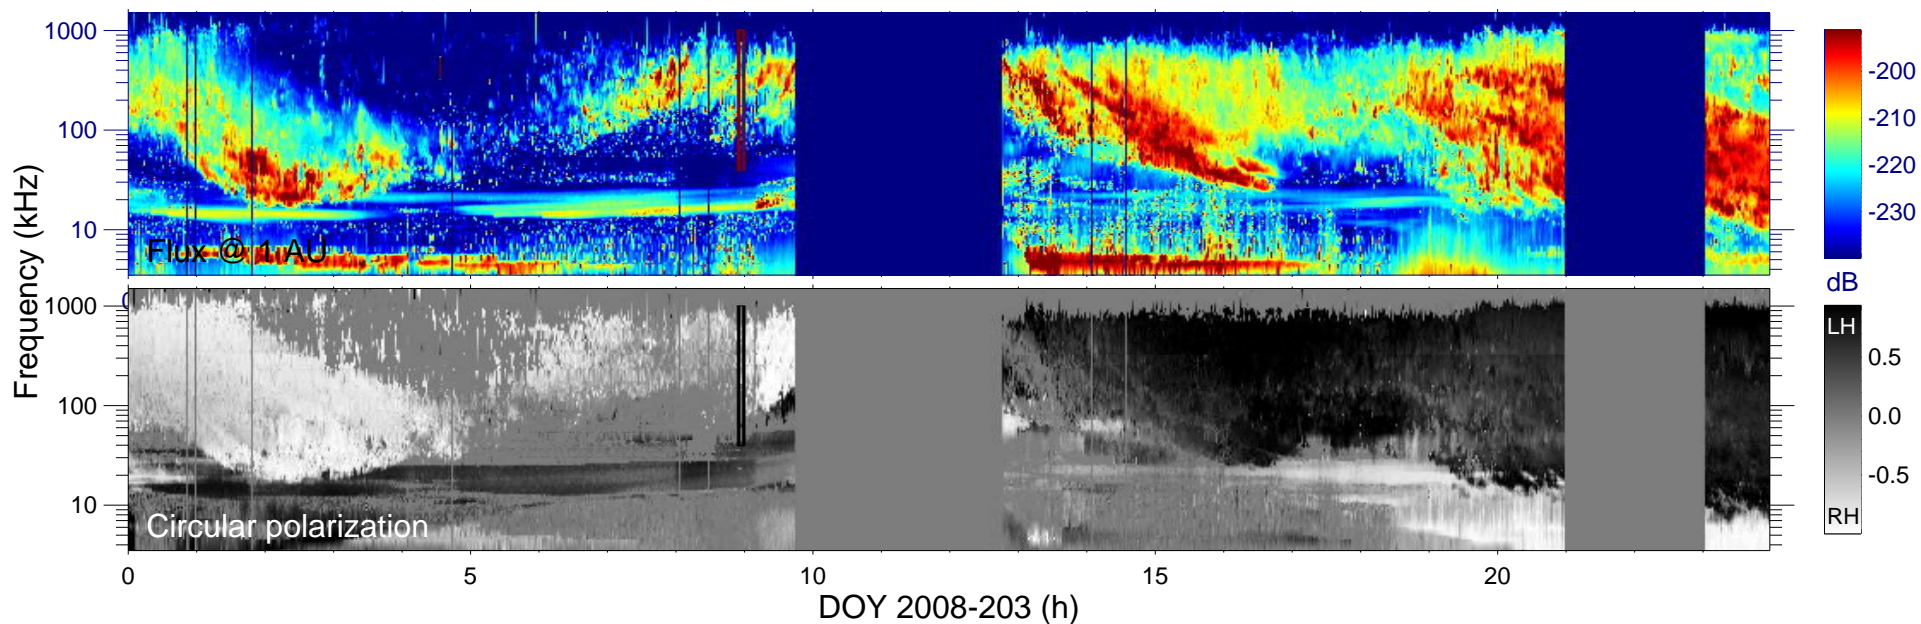 1000
100
10
Flux @ 1 AU
-200
-210
-220
-230
dB
0
1000
100
10
Circular polarization
LH
0.5
0.0
-0.5
RH
Frequency (kHz)
0 5 10 15 20
DOY 2008-203 (h)